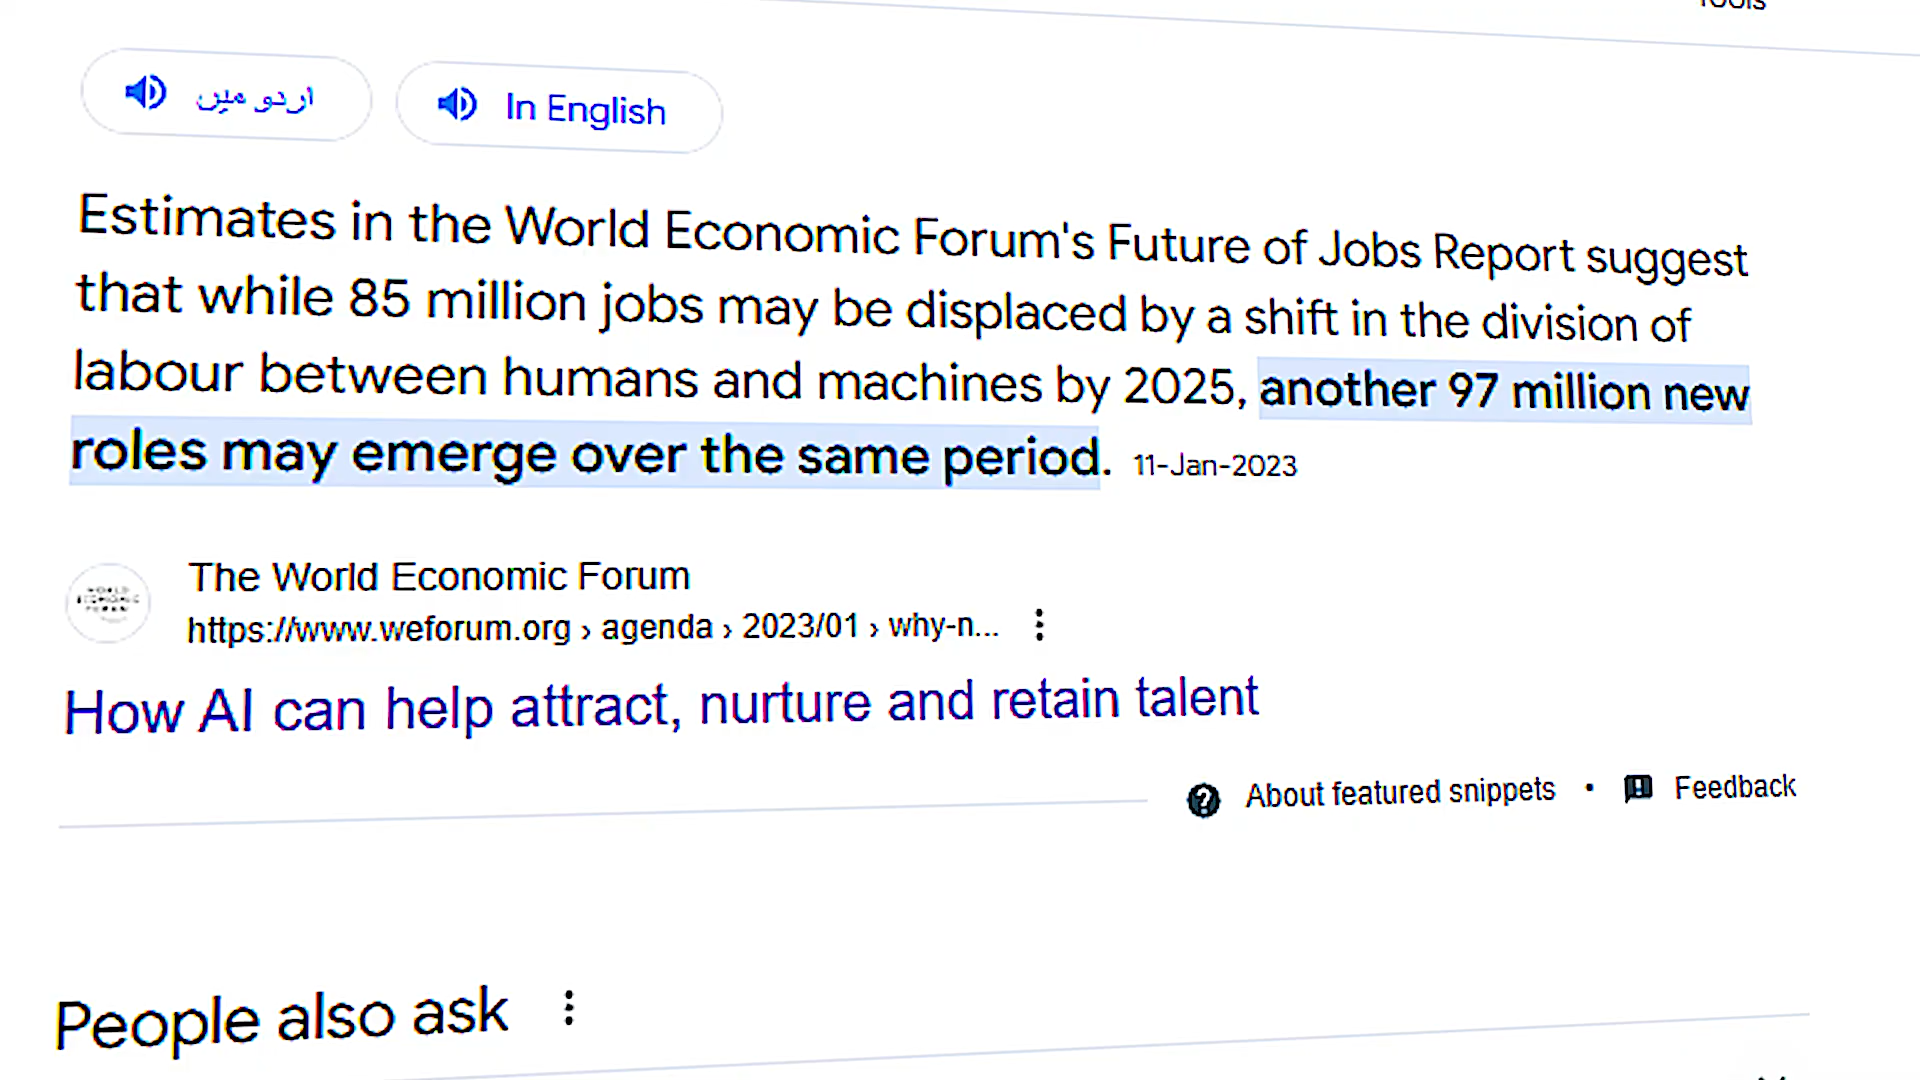 Tools
اردو میں
In English
Estimates in the World Economic Forum's Future of Jobs Report suggest
that while 85 million jobs may be displaced by a shift in the division of
labour between humans and machines by 2025, another 97 million new
roles may emerge over the same period. 11-Jan-2023
WORLD
ECONOMIC
FORUM
The World Economic Forum
https://www.weforum.org › agenda › 2023/01 › why-n...
How AI can help attract, nurture and retain talent
About featured snippets • Feedback
People also ask